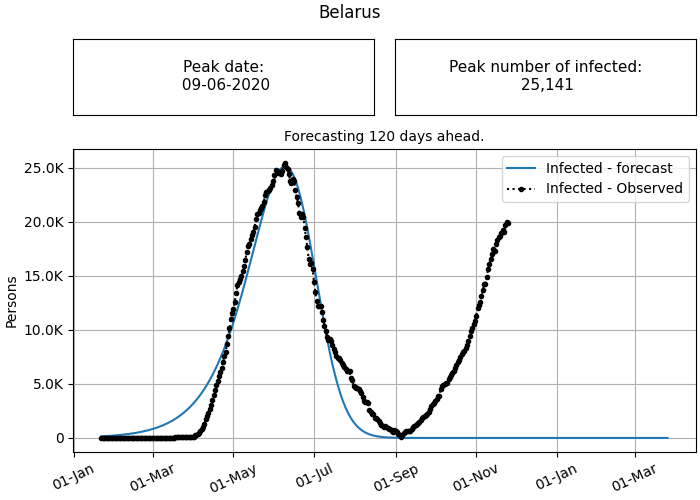 Belarus
Peak date:
09-06-2020
Peak number of infected:
25,141
Forecasting 120 days ahead.
Infected - forecast
Infected - Observed
Persons
25.0K
20.0K
15.0K
10.0K
5.0K
0
01-Jan
01-Mar
01-May
01-Jul
01-Sep
01-Nov
01-Jan
01-Mar